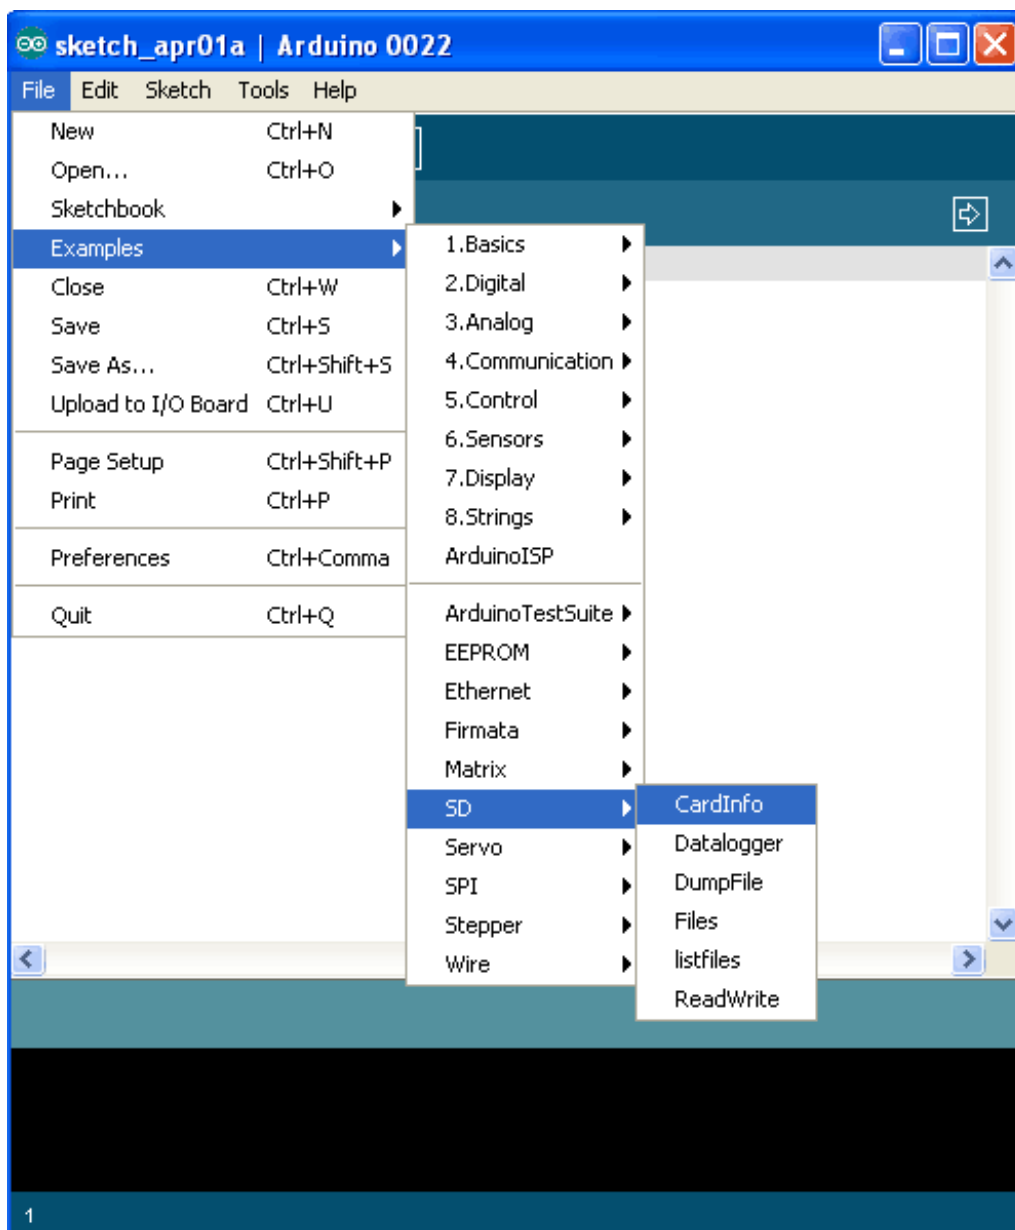 sketch_apr01a | Arduino 0022
File Edit Sketch Tools Help
New Ctrl+N
Open... Ctrl+O
Sketchbook
Examples
Close Ctrl+W
Save Ctrl+S
Save As... Ctrl+Shift+S
Upload to I/O Board Ctrl+U
Page Setup Ctrl+Shift+P
Print Ctrl+P
Preferences Ctrl+Comma
Quit Ctrl+Q
1.Basics
2.Digital
3.Analog
4.Communication
5.Control
6.Sensors
7.Display
8.Strings
ArduinoISP
ArduinoTestSuite
EEPROM
Ethernet
Firmata
Matrix
SD
Servo
SPI
Stepper
Wire
CardInfo
Datalogger
DumpFile
Files
listfiles
ReadWrite
1